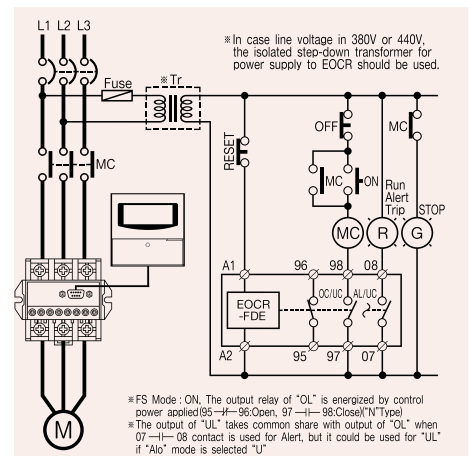 L1 L2 L3
※In case line voltage in 380V or 440V,
the isolated step-down transformer for
power supply to EOCR should be used.
Fuse
※Tr
RESET
OFF
MC
MC
MC
ON
Run
Alert
Trip
STOP
MC
R
G
A1
96
98
08
OC/UC
AL/UC
EOCR
-FDE
A2
95
97
07
M
※FS Mode : ON, The output relay of "OL" is energized by control
power applied(95 96:Open, 97 98:Close)("N"Type)
※The output of "UL" takes common share with output of "OL" when
07 08 contact is used for Alert, but it could be used for "UL"
if "Alo" mode is selected "U"